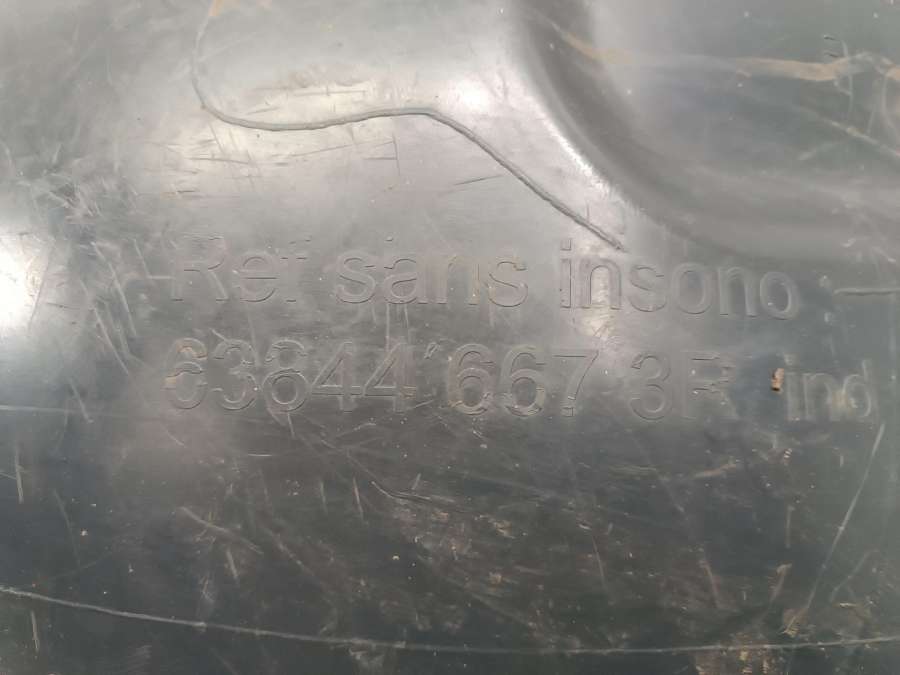 Ref sans insono
63844 667 3R ind